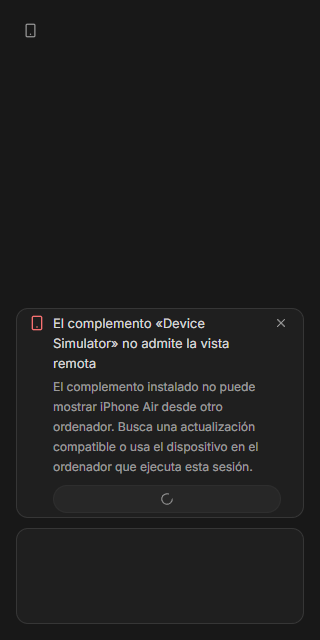 El complemento «Device
Simulator» no admite la vista
remota
El complemento instalado no puede
mostrar iPhone Air desde otro
ordenador. Busca una actualización
compatible o usa el dispositivo en el
ordenador que ejecuta esta sesión.